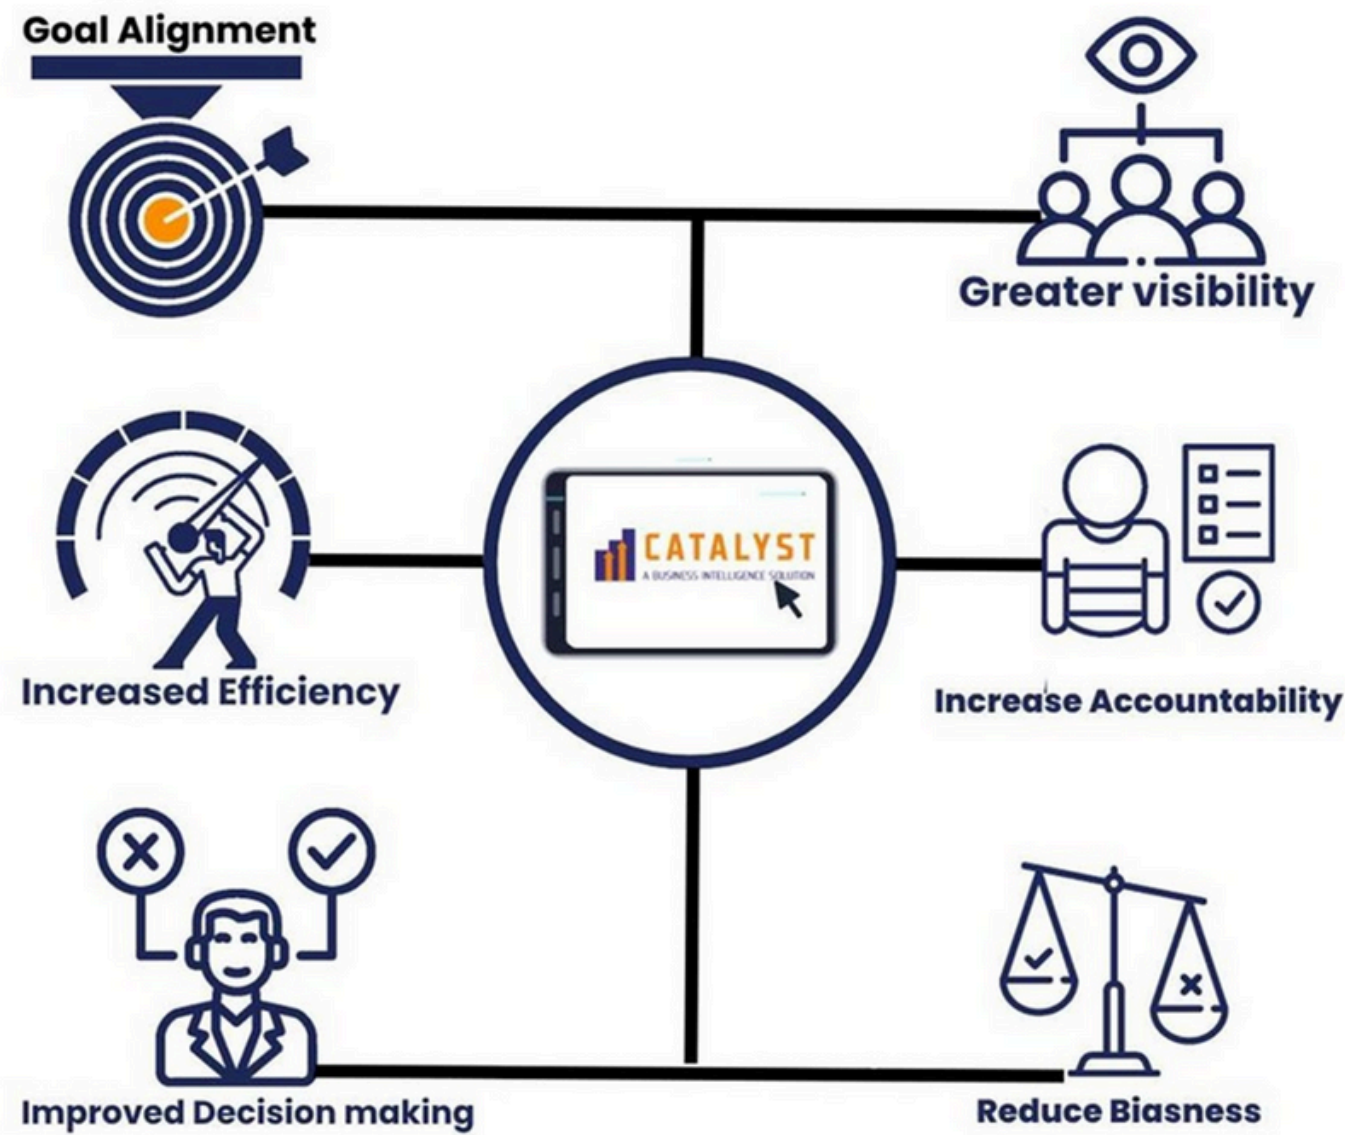 Goal Alignment
Greater visibility
CATALYST
A BUSINESS INTELLIGENCE SOLUTION
Increased Efficiency
Increase Accountability
Improved Decision making
Reduce Biasness